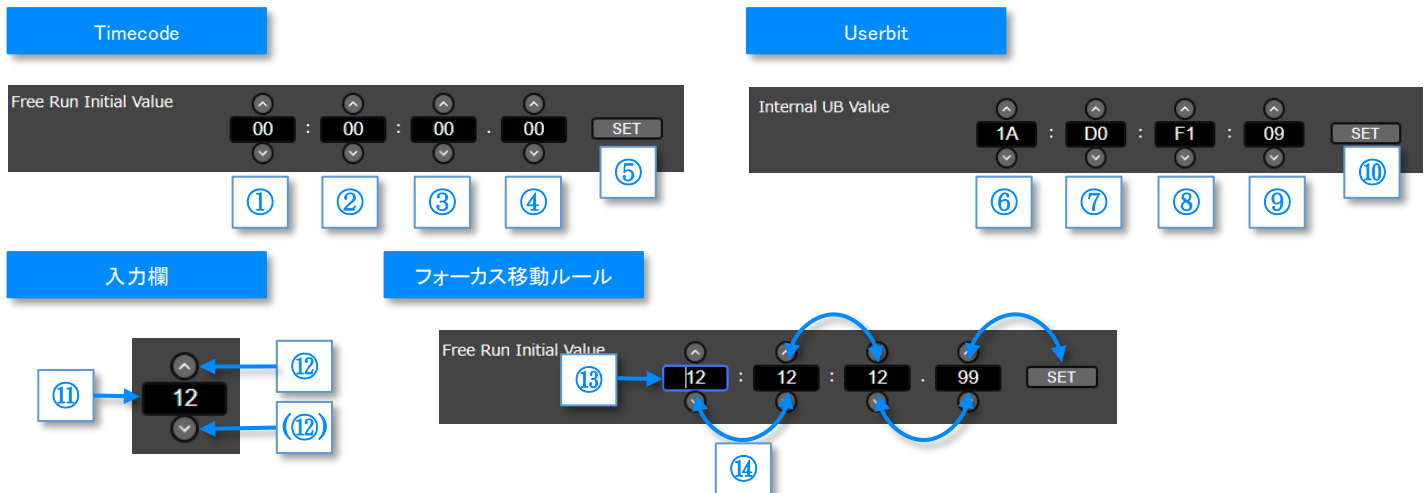 Timecode
Userbit
Free Run Initial Value
00 : 00 : 00 . 00 SET
① ② ③ ④ ⑤
Internal UB Value
1A : D0 : F1 : 09 SET
⑥ ⑦ ⑧ ⑨ ⑩
入力欄
フォーカス移動ルール
⑪ 12 ⑫
(⑫)
Free Run Initial Value
⑬ 12 : 12 : 12 . 99 SET
⑭